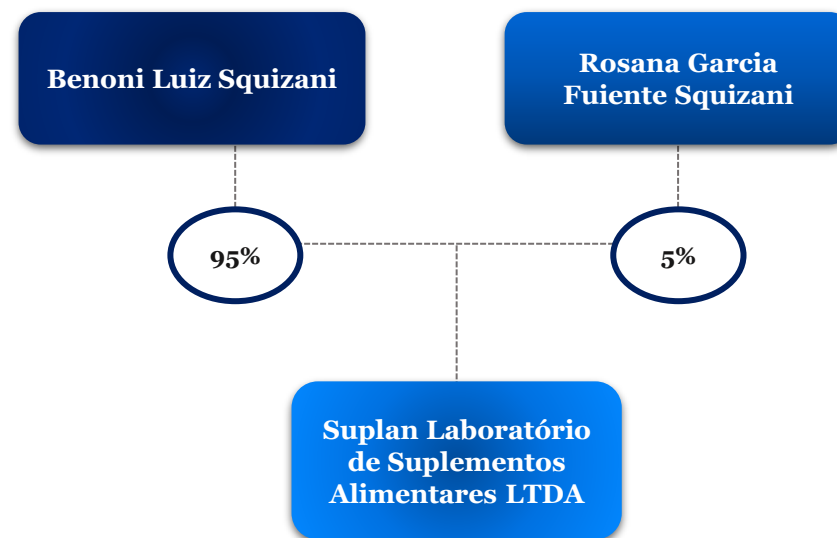 Benoni Luiz Squizani
Rosana Garcia
Fuiente Squizani
95%
5%
Suplan Laboratório
de Suplementos
Alimentares LTDA